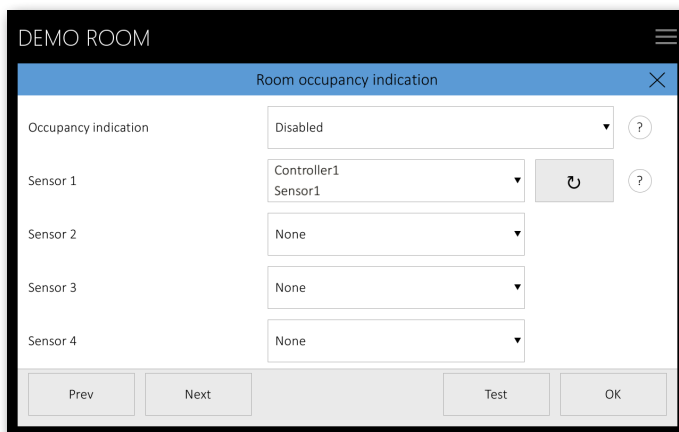 DEMO ROOM
Room occupancy indication
Occupancy indication
Disabled
?
Sensor 1
Controller1
Sensor1
?
Sensor 2
None
Sensor 3
None
Sensor 4
None
Prev
Next
Test
OK